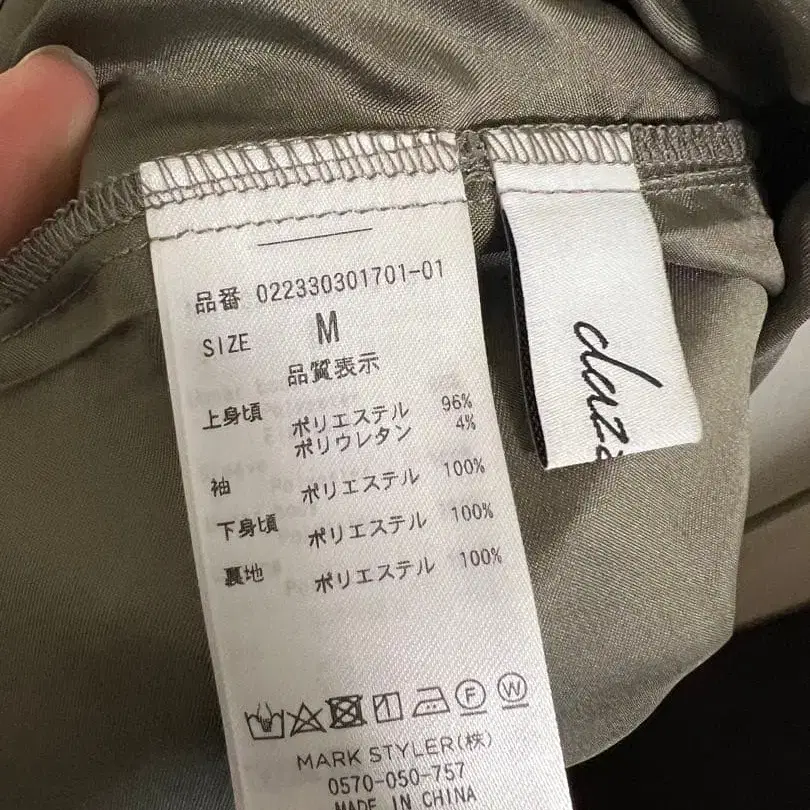 品番 022330301701-01
SIZE M
品質表示
上身頃 ポリエステル 96%
ポリウレタン 4%
袖 ポリエステル 100%
下身頃 ポリエステル 100%
裏地 ポリエステル 100%
F W
MARK STYLER(株)
0570-050-757
MADE IN CHINA
daz